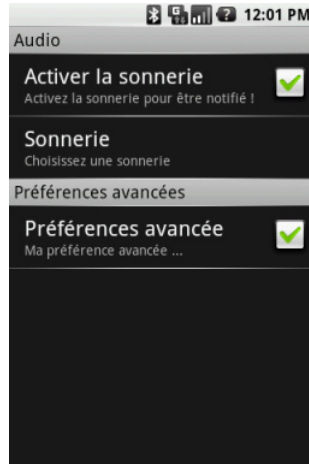 12:01 PM
Audio
Activer la sonnerie
Activez la sonnerie pour être notifié !
Sonnerie
Choisissez une sonnerie
Préférences avancées
Préférences avancée
Ma préférence avancée ...